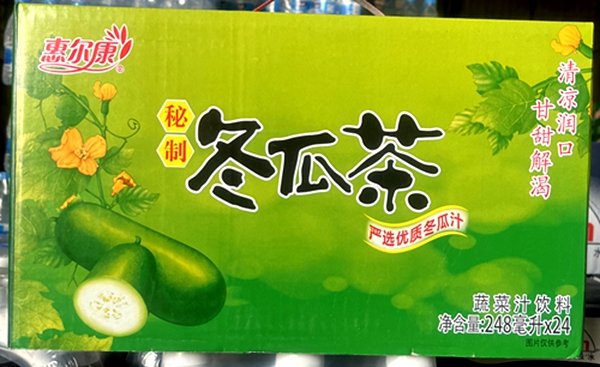 惠尔康
秘制
冬瓜茶
严选优质冬瓜汁
清凉润口
甘甜解渴
蔬菜汁饮料
净含量:248毫升x24
图片仅供参考